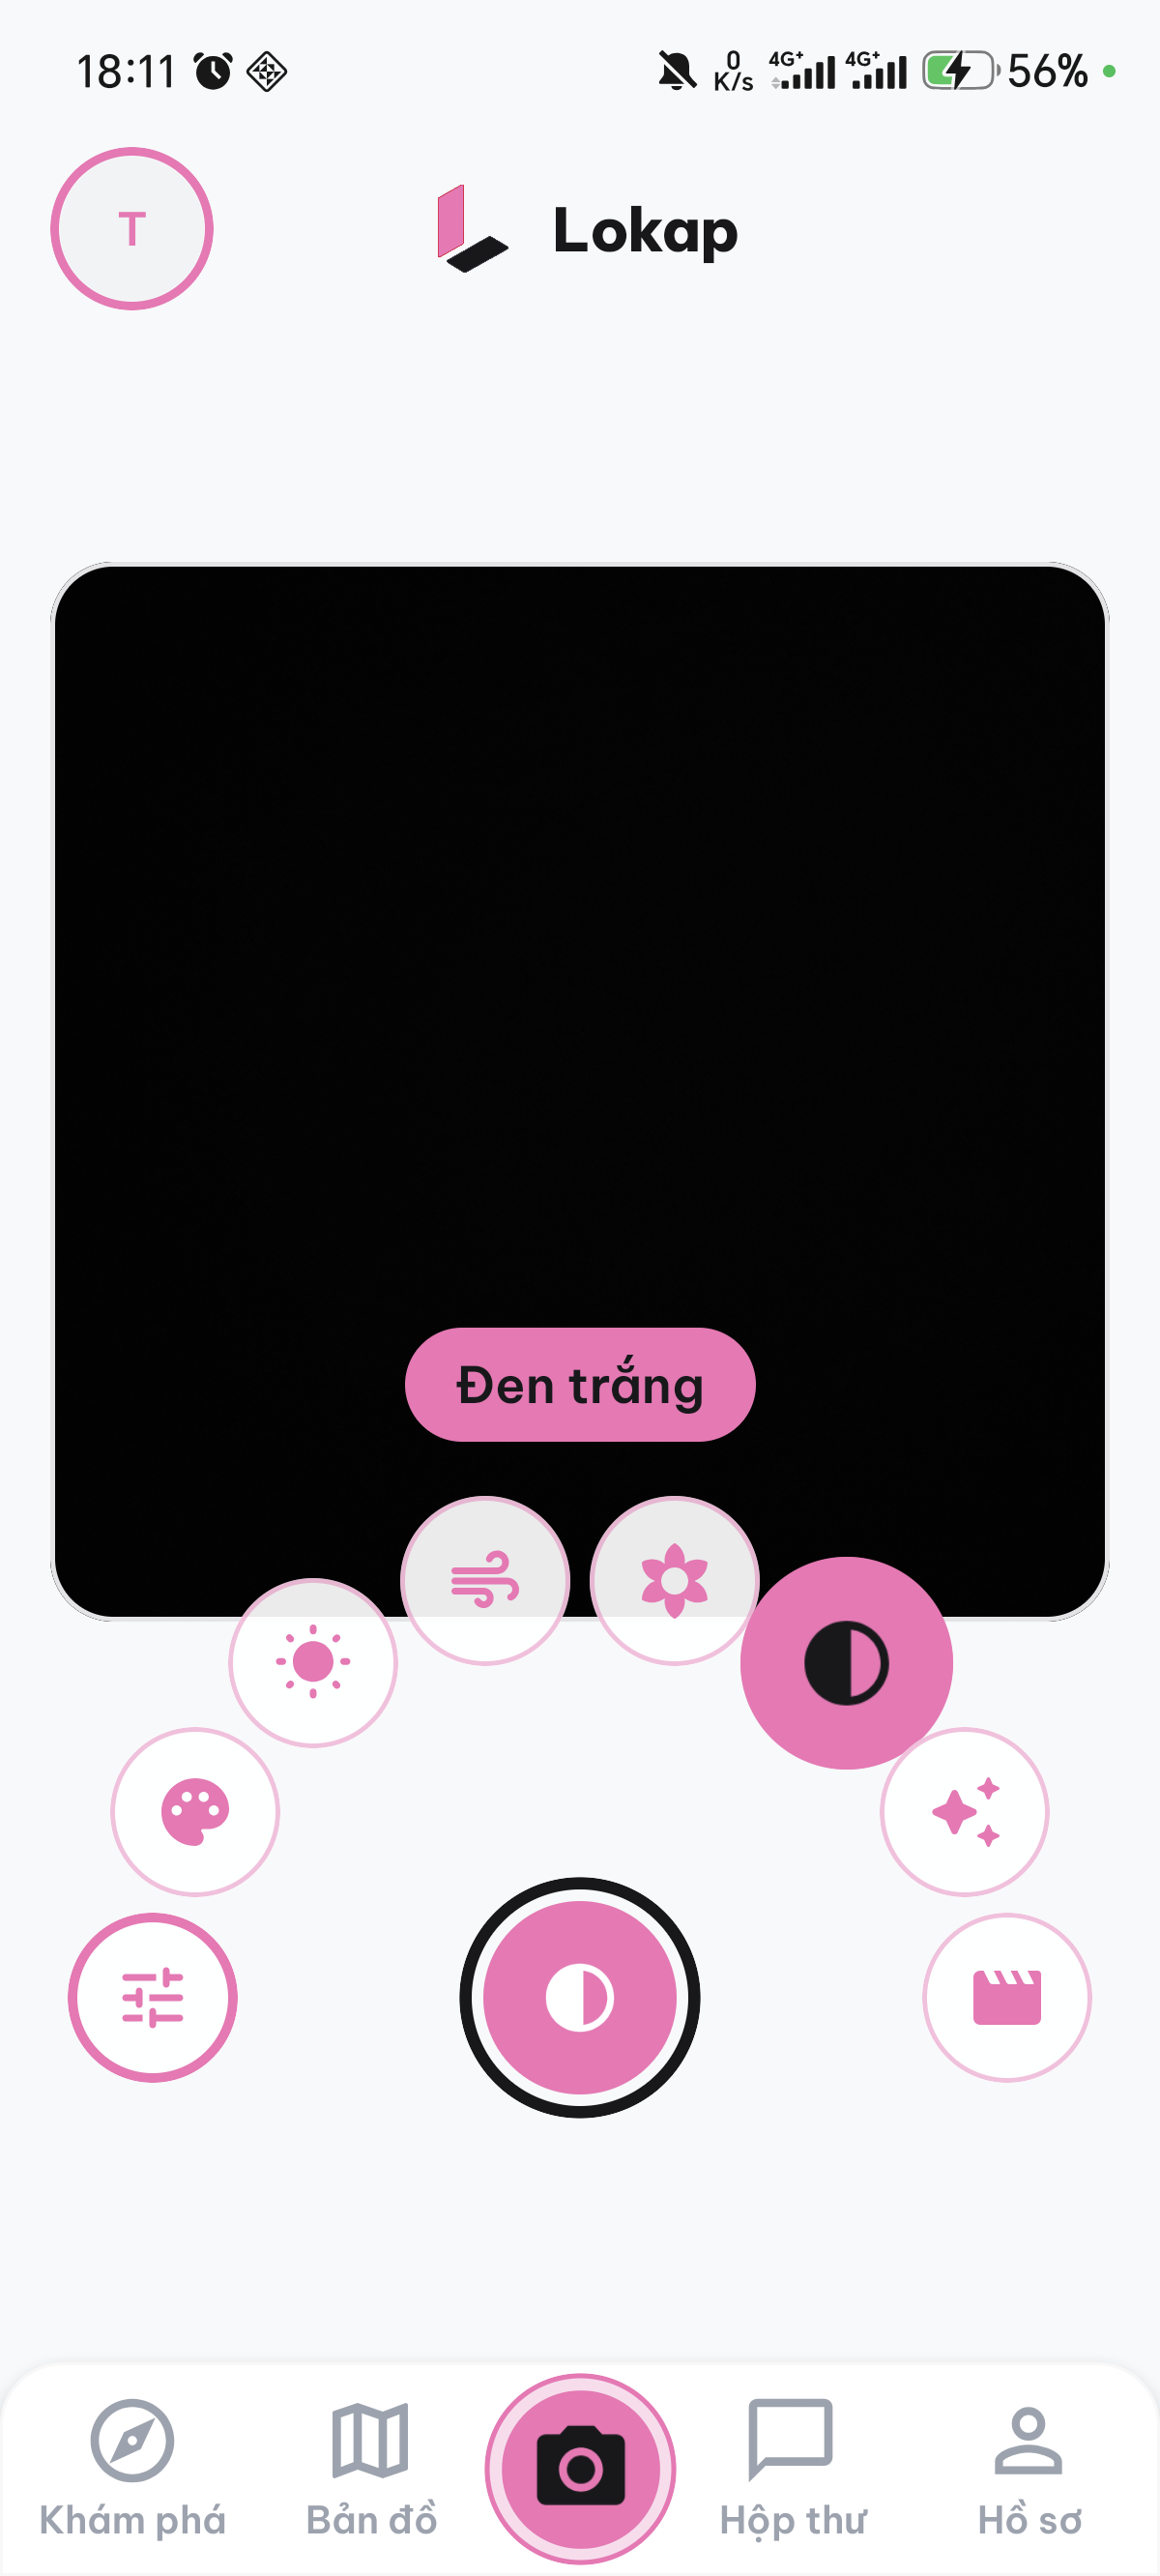 18:11
0 K/s 4G+ 4G+ 56%
T
Lokap
Đen trắng
Khám phá
Bản đồ
Hộp thư
Hồ sơ